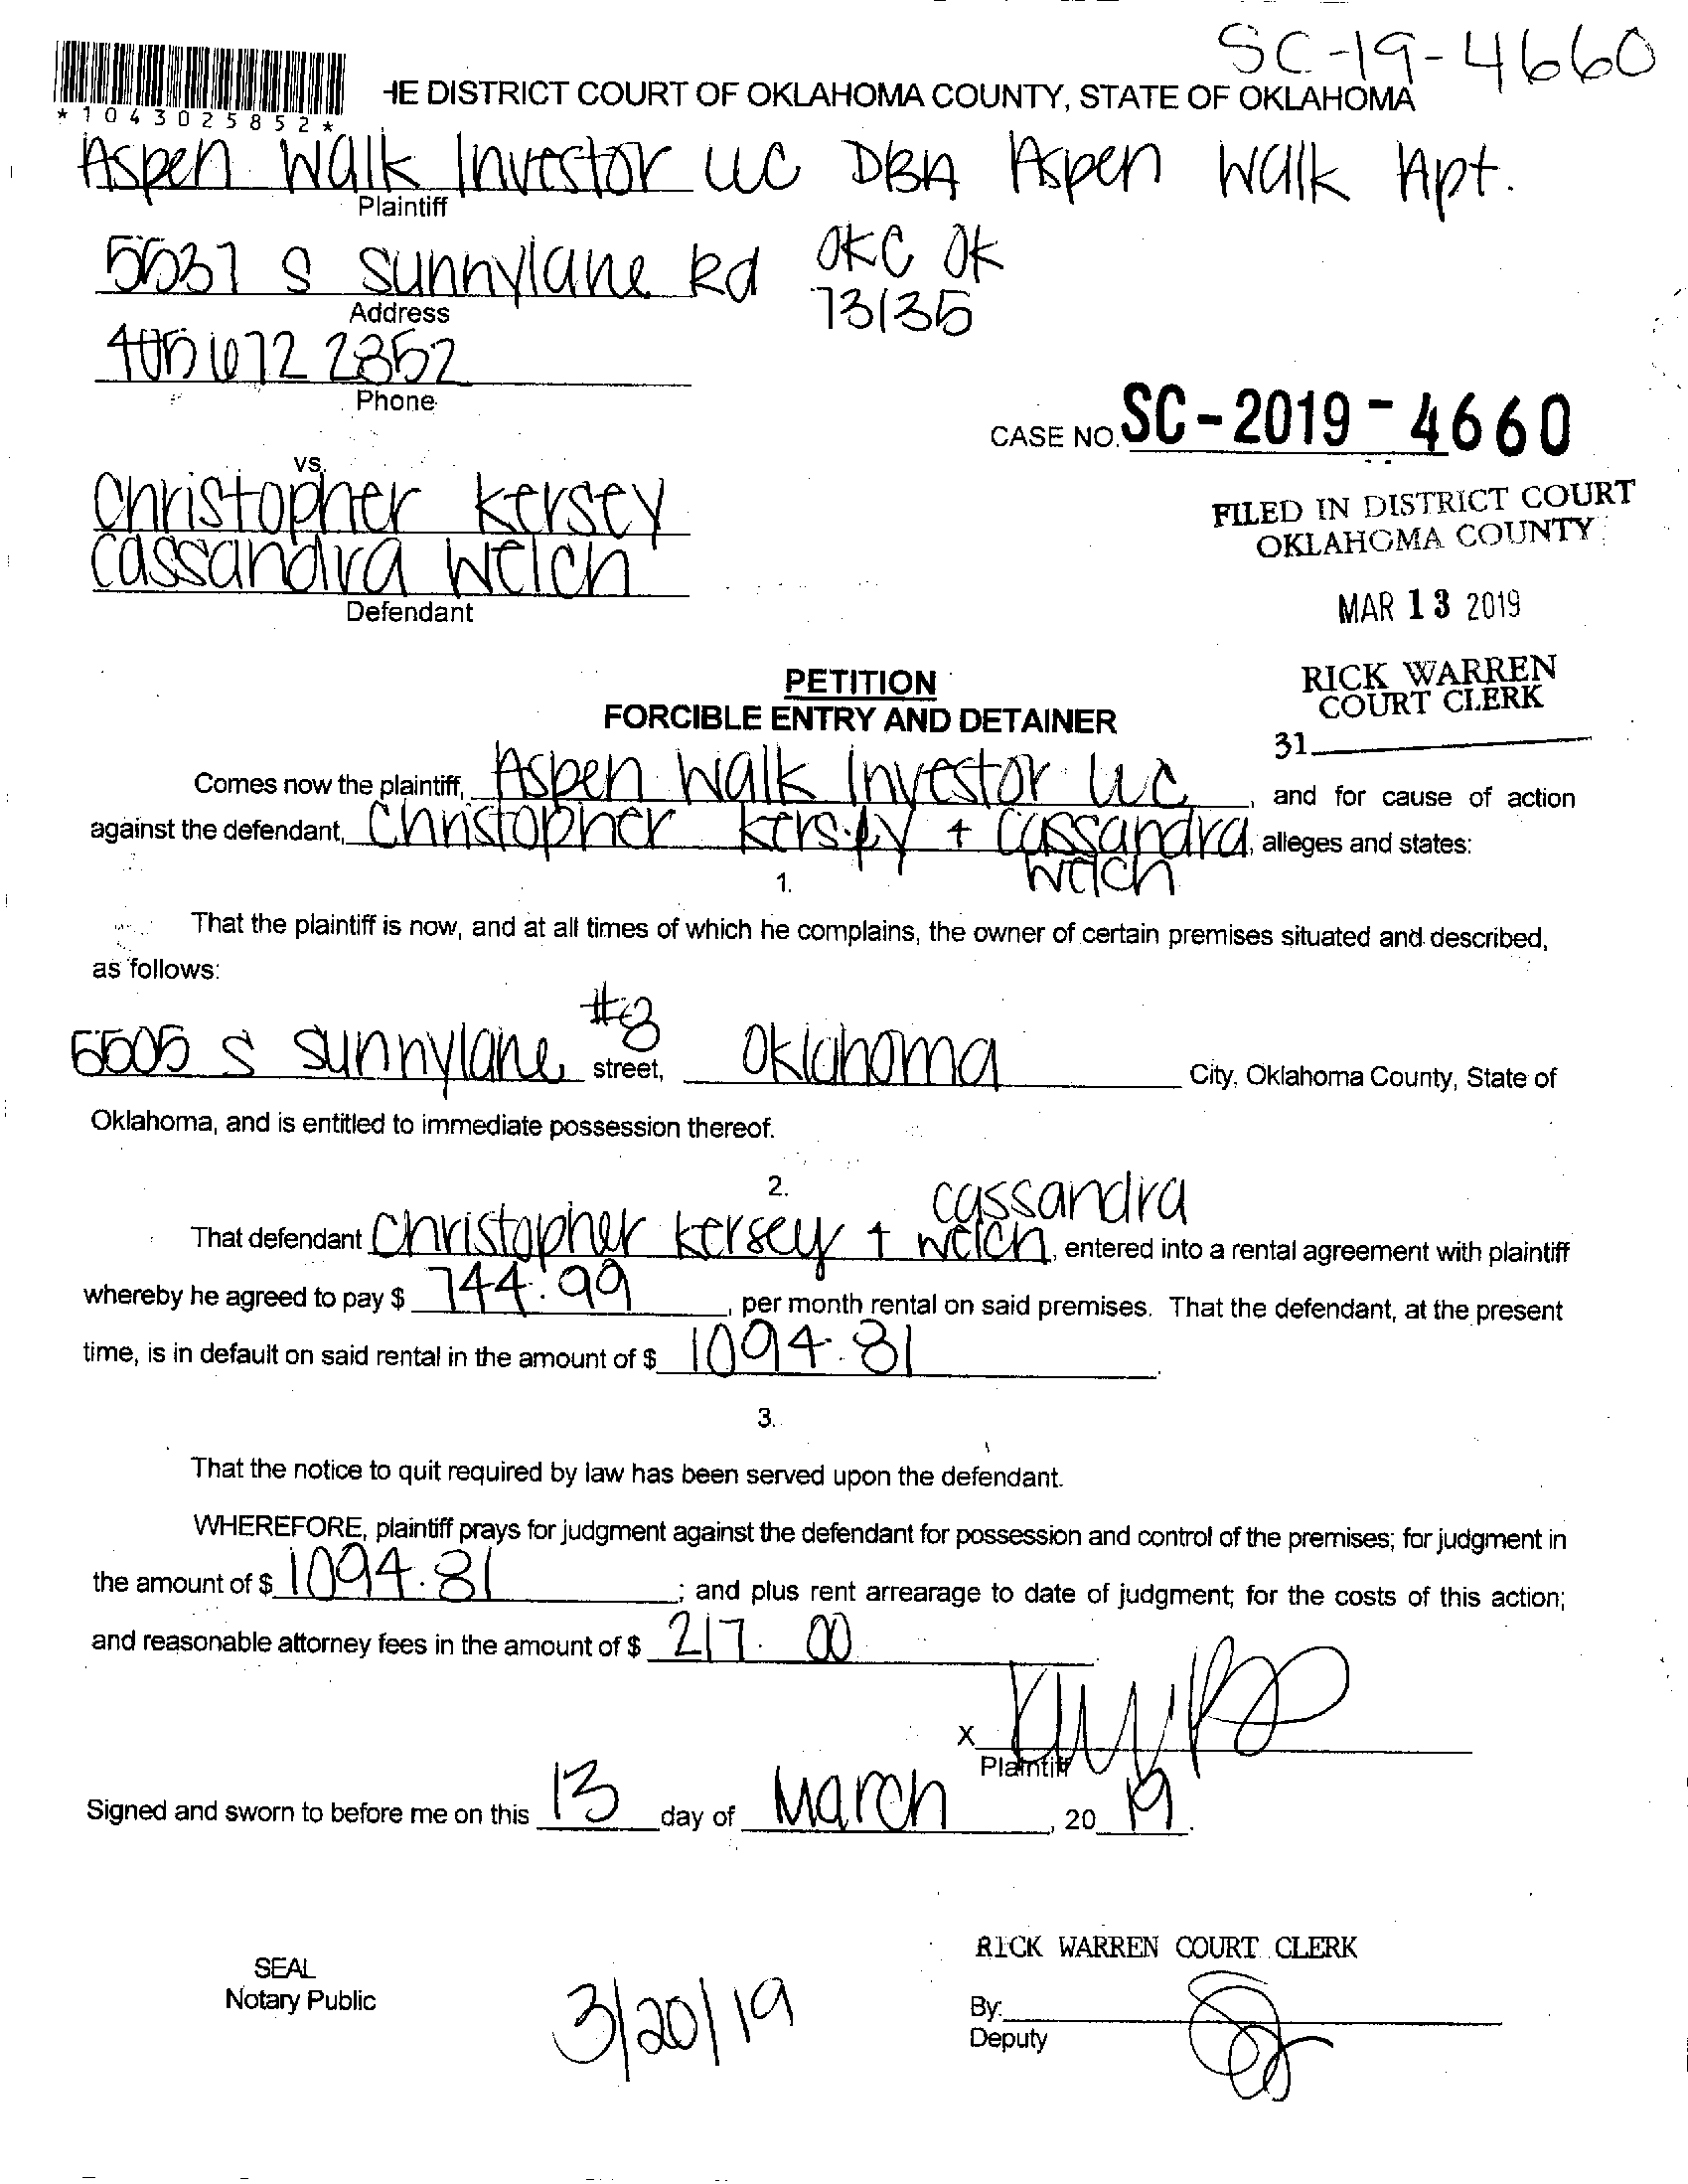 SC-19-4660
HE DISTRICT COURT OF OKLAHOMA COUNTY, STATE OF OKLAHOMA
*1043025852*
Aspen Walk Investor LLC DBA Aspen Walk Apt.
Plaintiff
5537 S Sunnylane Rd OKC OK
73135
Address
405 672 2352
Phone
CASE NO. SC-2019-4660
vs.
Christopher Kersey
Cassandra Welch
Defendant
FILED IN DISTRICT COURT
OKLAHOMA COUNTY
MAR 13 2019
RICK WARREN
COURT CLERK
31
PETITION
FORCIBLE ENTRY AND DETAINER
Comes now the plaintiff, Aspen Walk Investor LLC, and for cause of action
against the defendant, Christopher Kersey + Cassandra, alleges and states:
Welch
1.
That the plaintiff is now, and at all times of which he complains, the owner of certain premises situated and described,
as follows:
5505 S Sunnylane #8 street, Oklahoma City, Oklahoma County, State of
Oklahoma, and is entitled to immediate possession thereof.
2.
Cassandra
That defendant Christopher Kersey + Welch, entered into a rental agreement with plaintiff
whereby he agreed to pay $ 744.99, per month rental on said premises. That the defendant, at the present
time, is in default on said rental in the amount of $ 1094.81.
3.
That the notice to quit required by law has been served upon the defendant.
WHEREFORE, plaintiff prays for judgment against the defendant for possession and control of the premises; for judgment in
the amount of $ 1094.81; and plus rent arrearage to date of judgment; for the costs of this action;
and reasonable attorney fees in the amount of $ 217.00.
X
Plaintiff
Signed and sworn to before me on this 13 day of March, 2019.
RICK WARREN COURT CLERK
SEAL
Notary Public
3/20/19
By:
Deputy